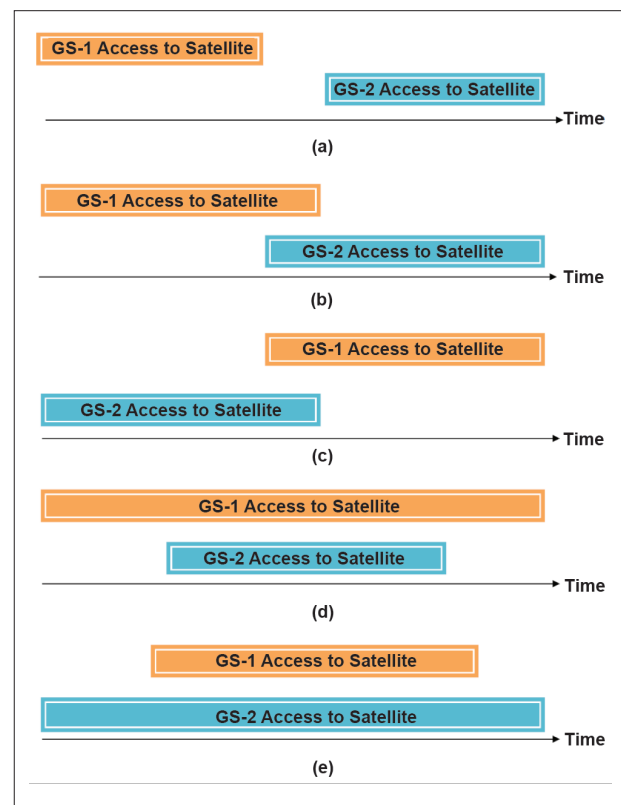 GS-1 Access to Satellite
GS-2 Access to Satellite
Time
(a)
GS-1 Access to Satellite
GS-2 Access to Satellite
Time
(b)
GS-1 Access to Satellite
GS-2 Access to Satellite
Time
(c)
GS-1 Access to Satellite
GS-2 Access to Satellite
Time
(d)
GS-1 Access to Satellite
GS-2 Access to Satellite
Time
(e)